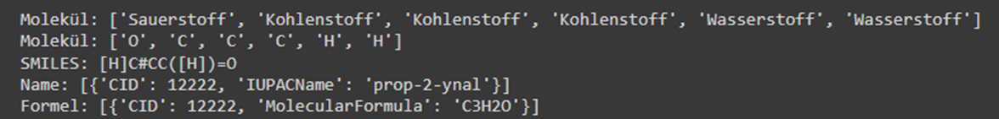 Molekül: ['Sauerstoff', 'Kohlenstoff', 'Kohlenstoff', 'Kohlenstoff', 'Wasserstoff', 'Wasserstoff']
Molekül: ['O', 'C', 'C', 'C', 'H', 'H']
SMILES: [H]C#CC([H])=O
Name: [{'CID': 12222, 'IUPACName': 'prop-2-ynal'}]
Formel: [{'CID': 12222, 'MolecularFormula': 'C3H2O'}]